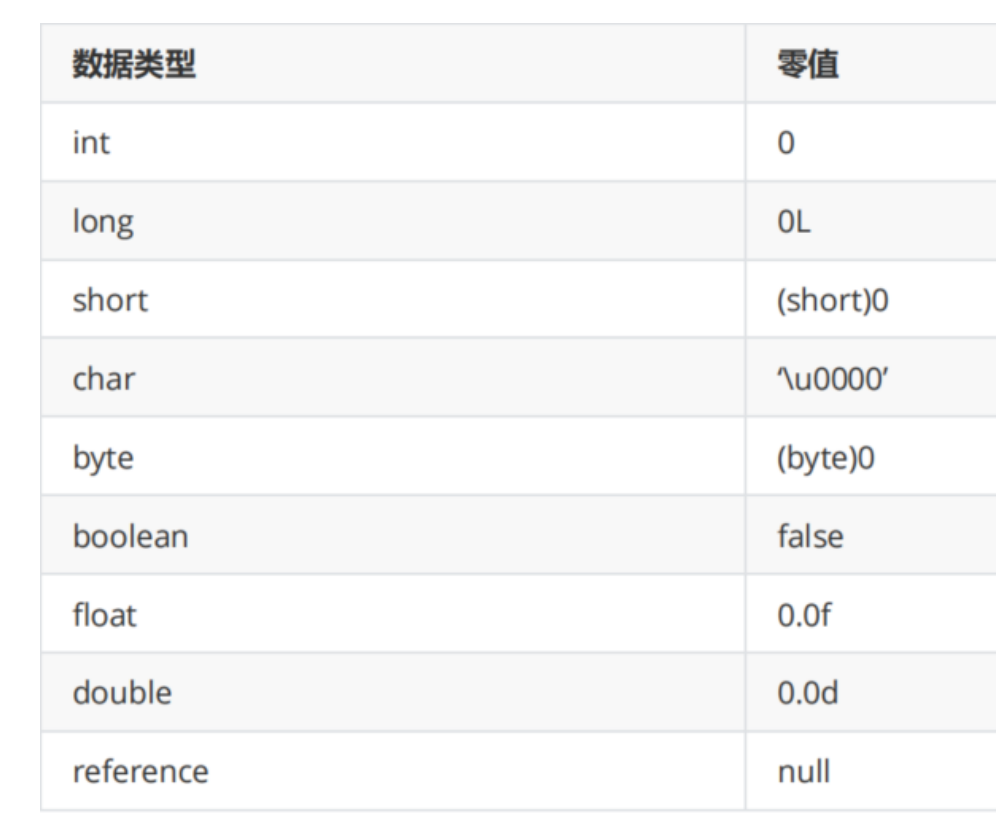 数据类型 零值
int 0
long 0L
short (short)0
char ‘\u0000’
byte (byte)0
boolean false
float 0.0f
double 0.0d
reference null